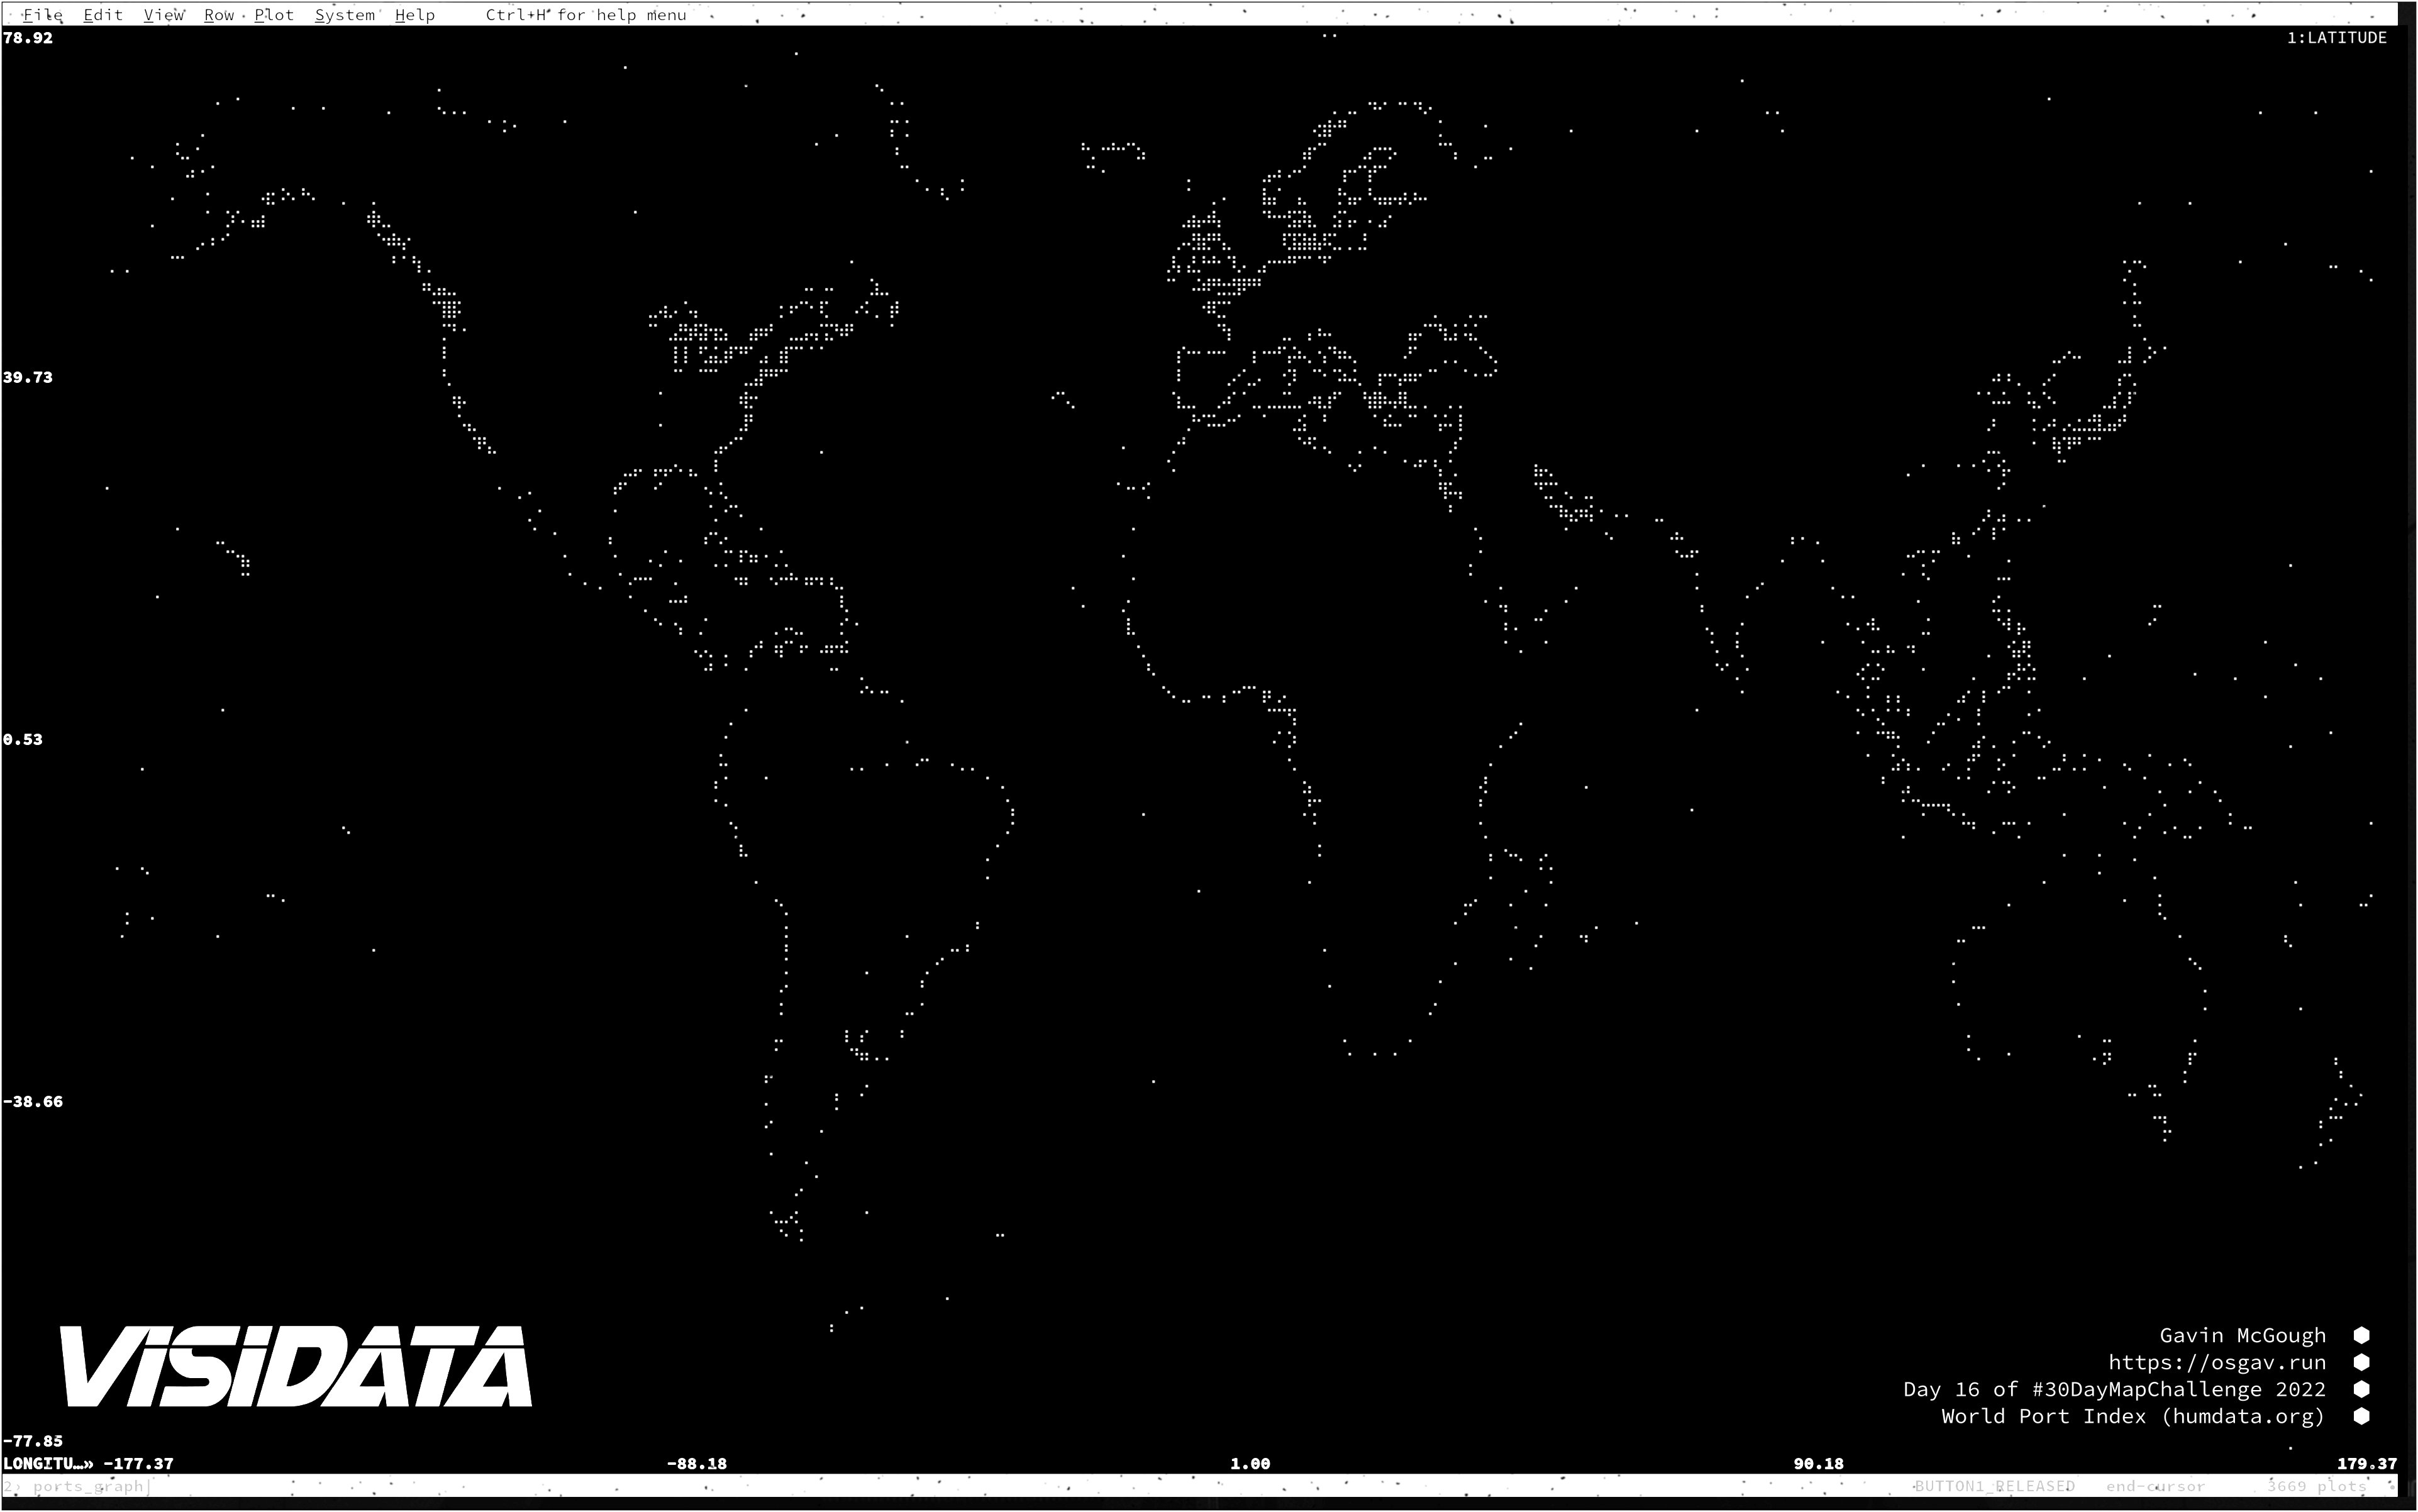 File Edit View Row Plot System Help Ctrl+H for help menu
78.92
1:LATITUDE
39.73
0.53
-38.66
VISIDATA
Gavin McGough
https://osgav.run
Day 16 of #30DayMapChallenge 2022
World Port Index (humdata.org)
-77.85
LONGITU…» -177.37 -88.18 1.00 90.18 179.37
2› ports_graph| BUTTON1_RELEASED end-cursor 3669 plots